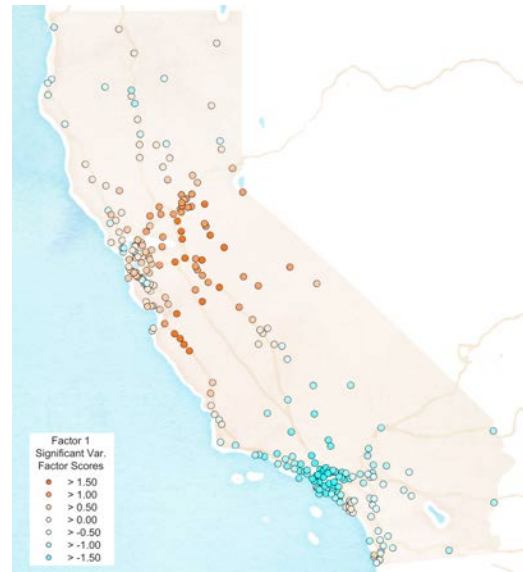 Factor 1
Significant Var.
Factor Scores
> 1.50
> 1.00
> 0.50
> 0.00
> -0.50
> -1.00
> -1.50